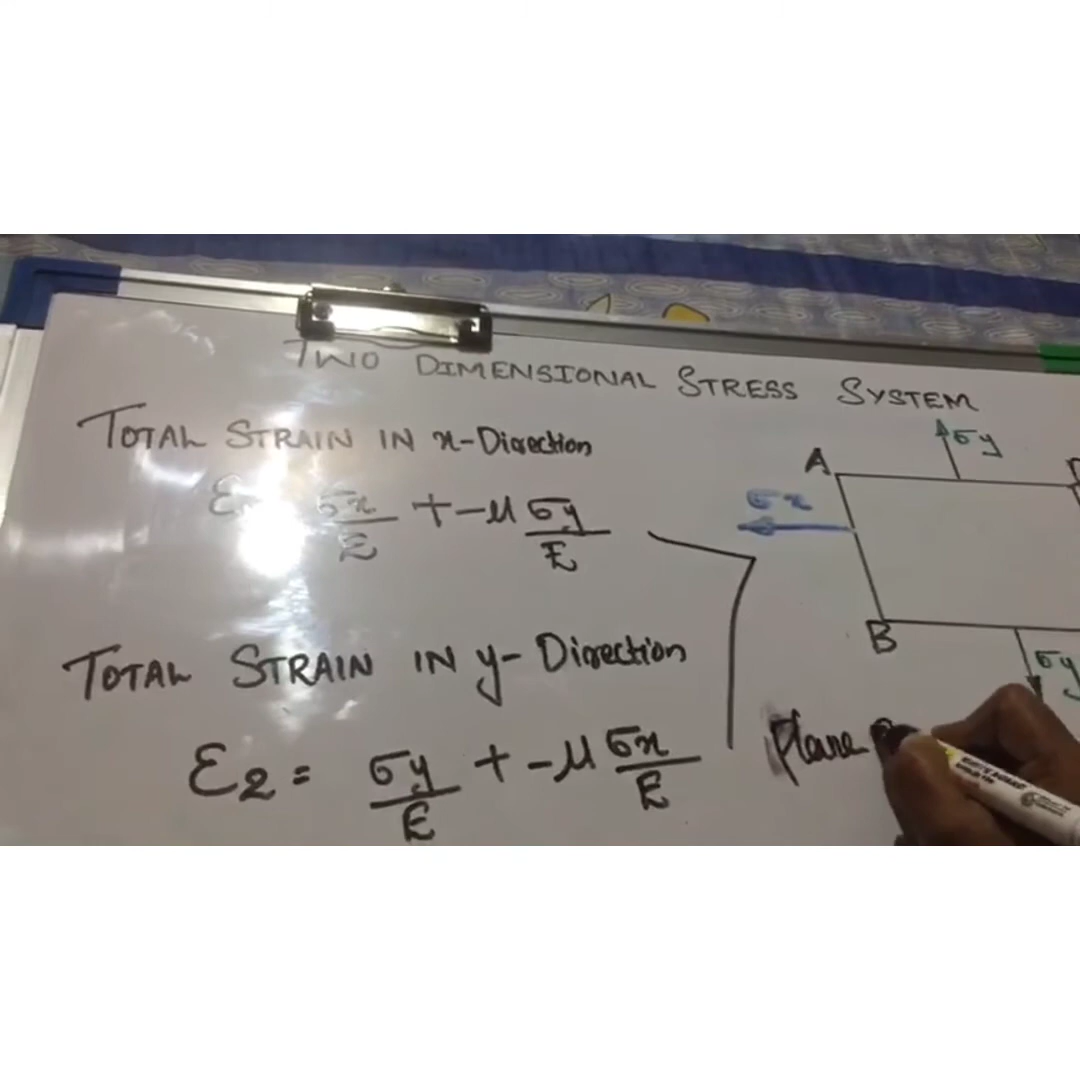 TWO DIMENSIONAL STRESS SYSTEM
TOTAL STRAIN IN x-Direction
σx/E + -μ σy/E
TOTAL STRAIN IN y-Direction
ε2 = σy/E + -μ σx/E
σy
A
σx
B
σy
Plane